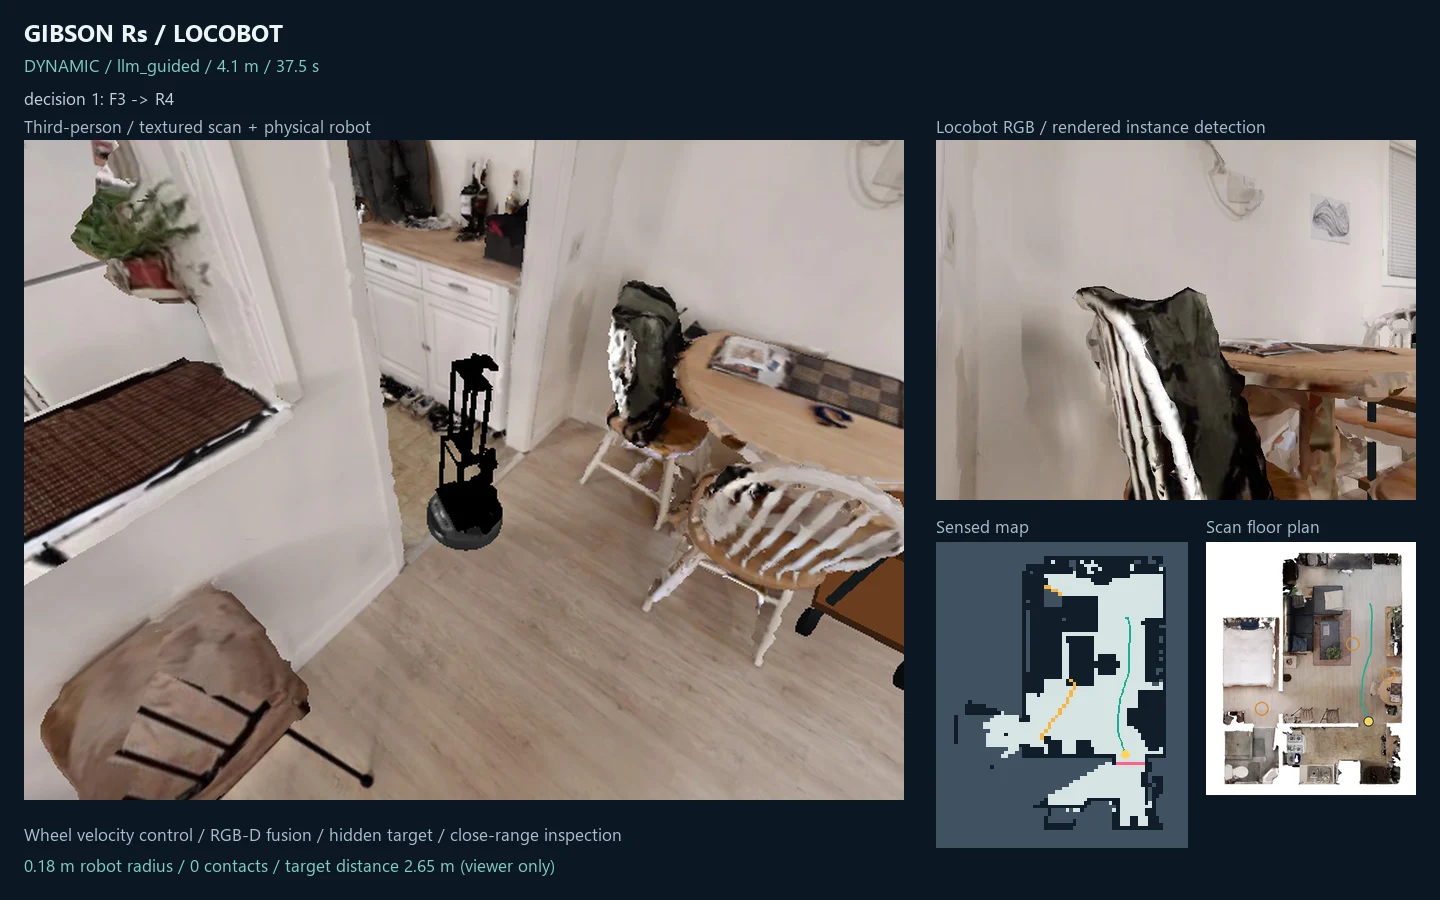 GIBSON Rs / LOCOBOT
DYNAMIC / llm_guided / 4.1 m / 37.5 s
decision 1: F3 -> R4
Third-person / textured scan + physical robot
Locobot RGB / rendered instance detection
Sensed map
Scan floor plan
Wheel velocity control / RGB-D fusion / hidden target / close-range inspection
0.18 m robot radius / 0 contacts / target distance 2.65 m (viewer only)